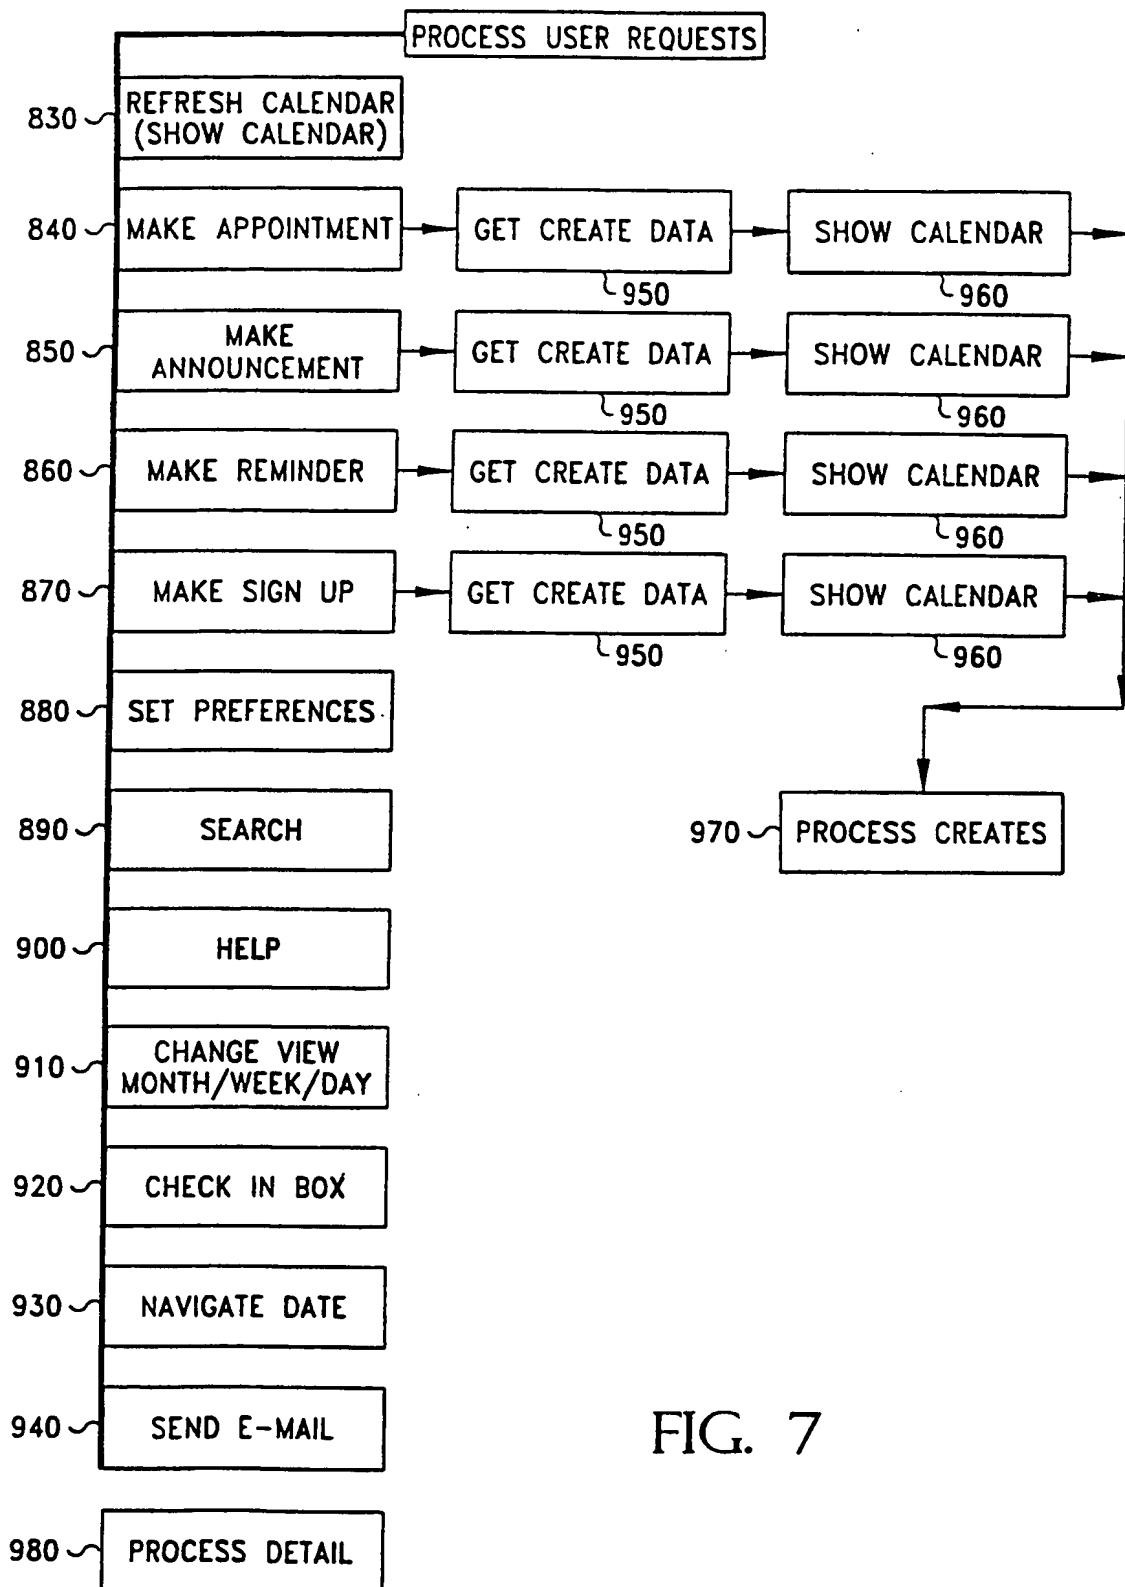 PROCESS USER REQUESTS
830
REFRESH CALENDAR
(SHOW CALENDAR)
840
MAKE APPOINTMENT
GET CREATE DATA
SHOW CALENDAR
950
960
850
MAKE
ANNOUNCEMENT
GET CREATE DATA
SHOW CALENDAR
950
960
860
MAKE REMINDER
GET CREATE DATA
SHOW CALENDAR
950
960
870
MAKE SIGN UP
GET CREATE DATA
SHOW CALENDAR
950
960
880
SET PREFERENCES
890
SEARCH
970
PROCESS CREATES
900
HELP
910
CHANGE VIEW
MONTH/WEEK/DAY
920
CHECK IN BOX
930
NAVIGATE DATE
940
SEND E-MAIL
FIG. 7
980
PROCESS DETAIL